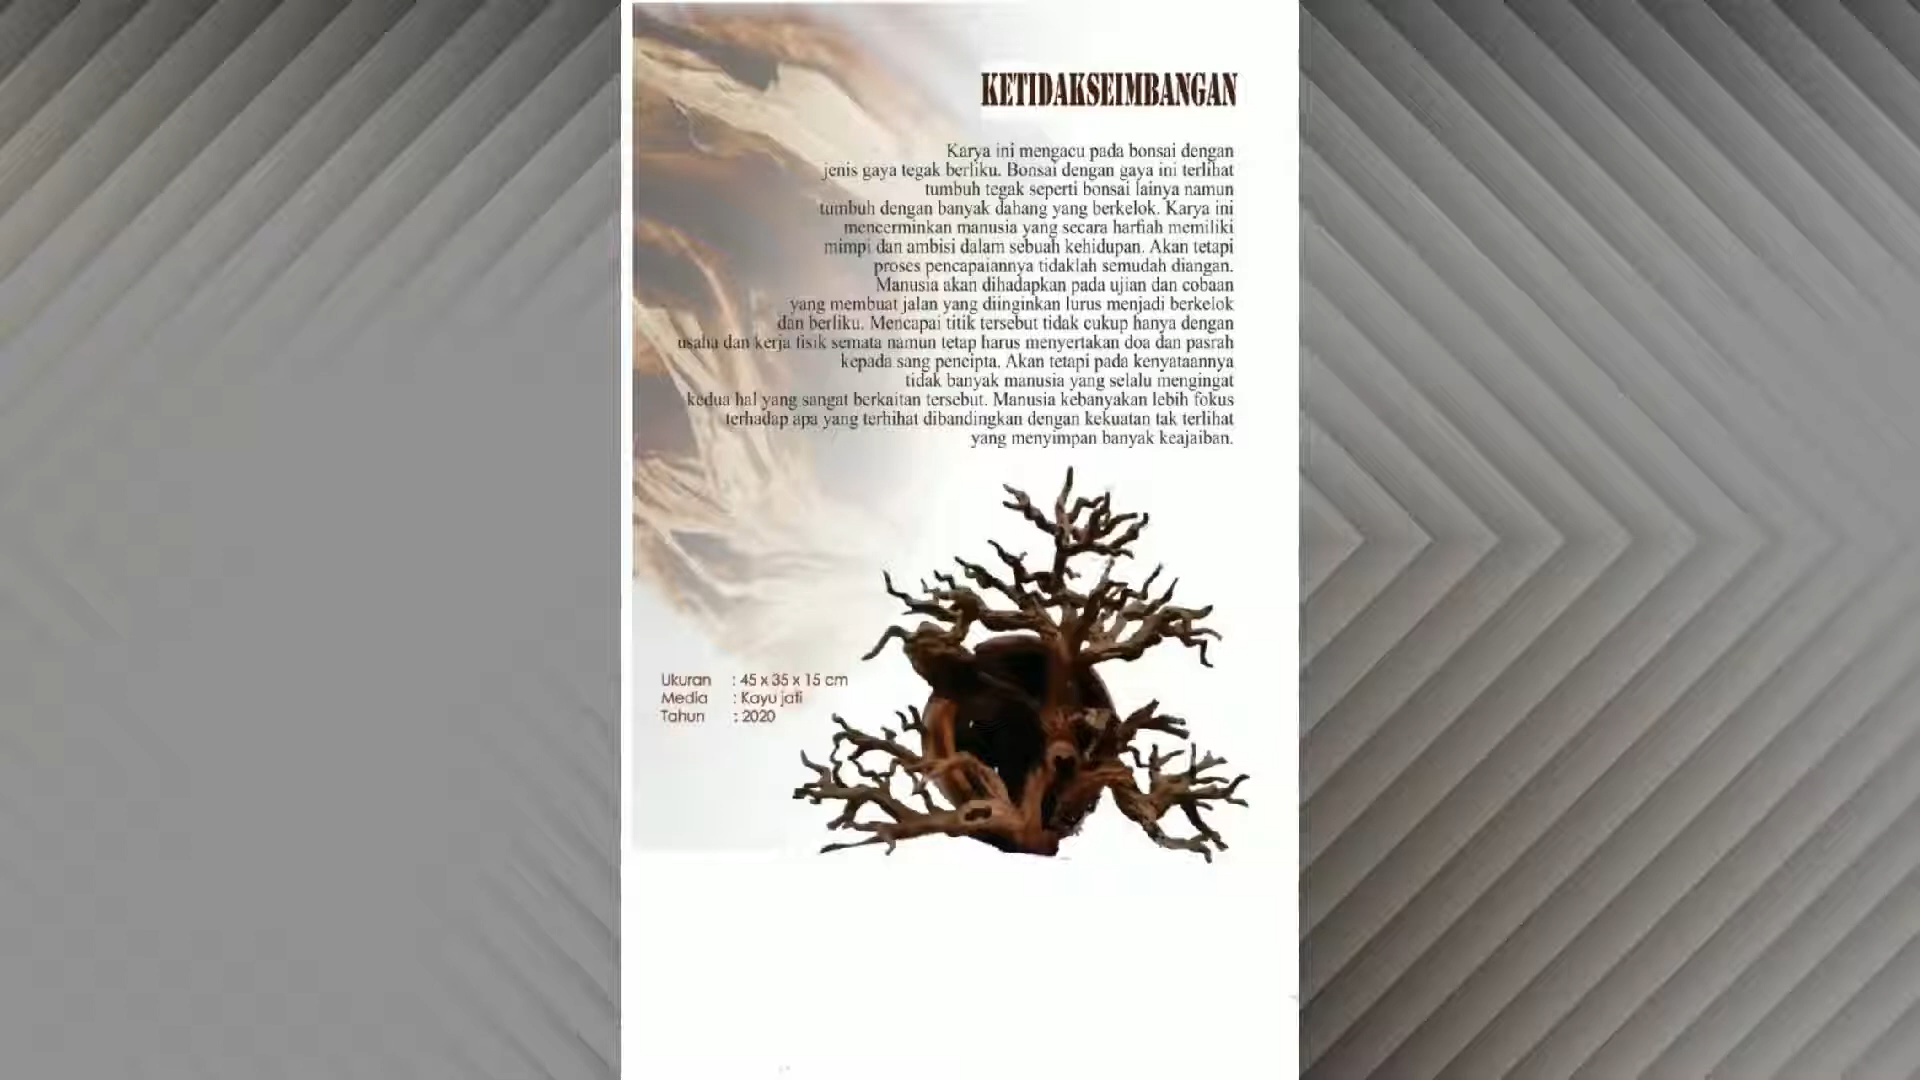 KETIDAKSEIMBANGAN
Karya ini mengacu pada bonsai dengan
jenis gaya tegak berliku. Bonsai dengan gaya ini terlihat
tumbuh tegak seperti bonsai lainya namun
tumbuh dengan banyak dahang yang berkelok. Karya ini
mencerminkan manusia yang secara harfiah memiliki
mimpi dan ambisi dalam sebuah kehidupan. Akan tetapi
proses pencapaiannya tidaklah semudah diangan.
Manusia akan dihadapkan pada ujian dan cobaan
yang membuat jalan yang diinginkan lurus menjadi berkelok
dan berliku. Mencapai titik tersebut tidak cukup hanya dengan
usaha dan kerja fisik semata namun tetap harus menyertakan doa dan pasrah
kepada sang pencipta. Akan tetapi pada kenyataannya
tidak banyak manusia yang selalu mengingat
kedua hal yang sangat berkaitan tersebut. Manusia kebanyakan lebih fokus
terhadap apa yang terhihat dibandingkan dengan kekuatan tak terlihat
yang menyimpan banyak keajaiban.
Ukuran : 45 x 35 x 15 cm
Media : Kayu jati
Tahun : 2020